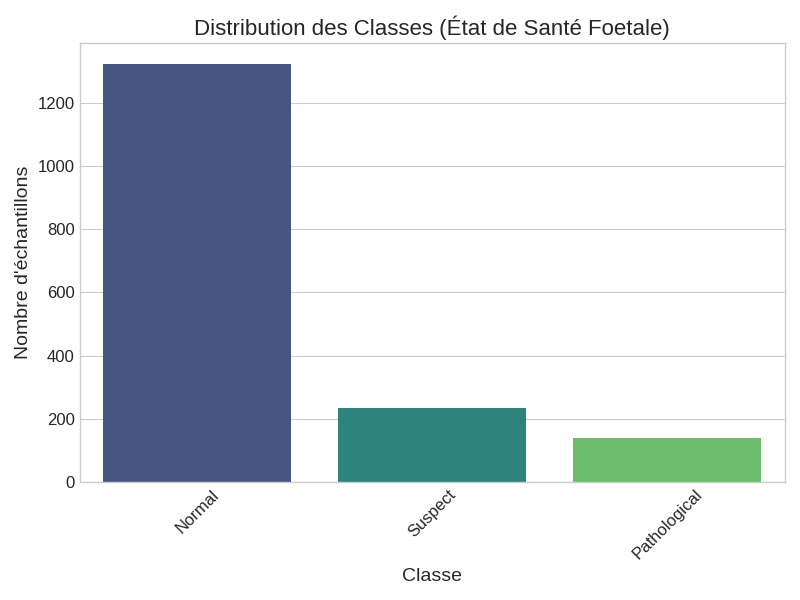 Distribution des Classes (État de Santé Foetale)
Nombre d'échantillons
1200
1000
800
600
400
200
0
Normal
Suspect
Pathological
Classe